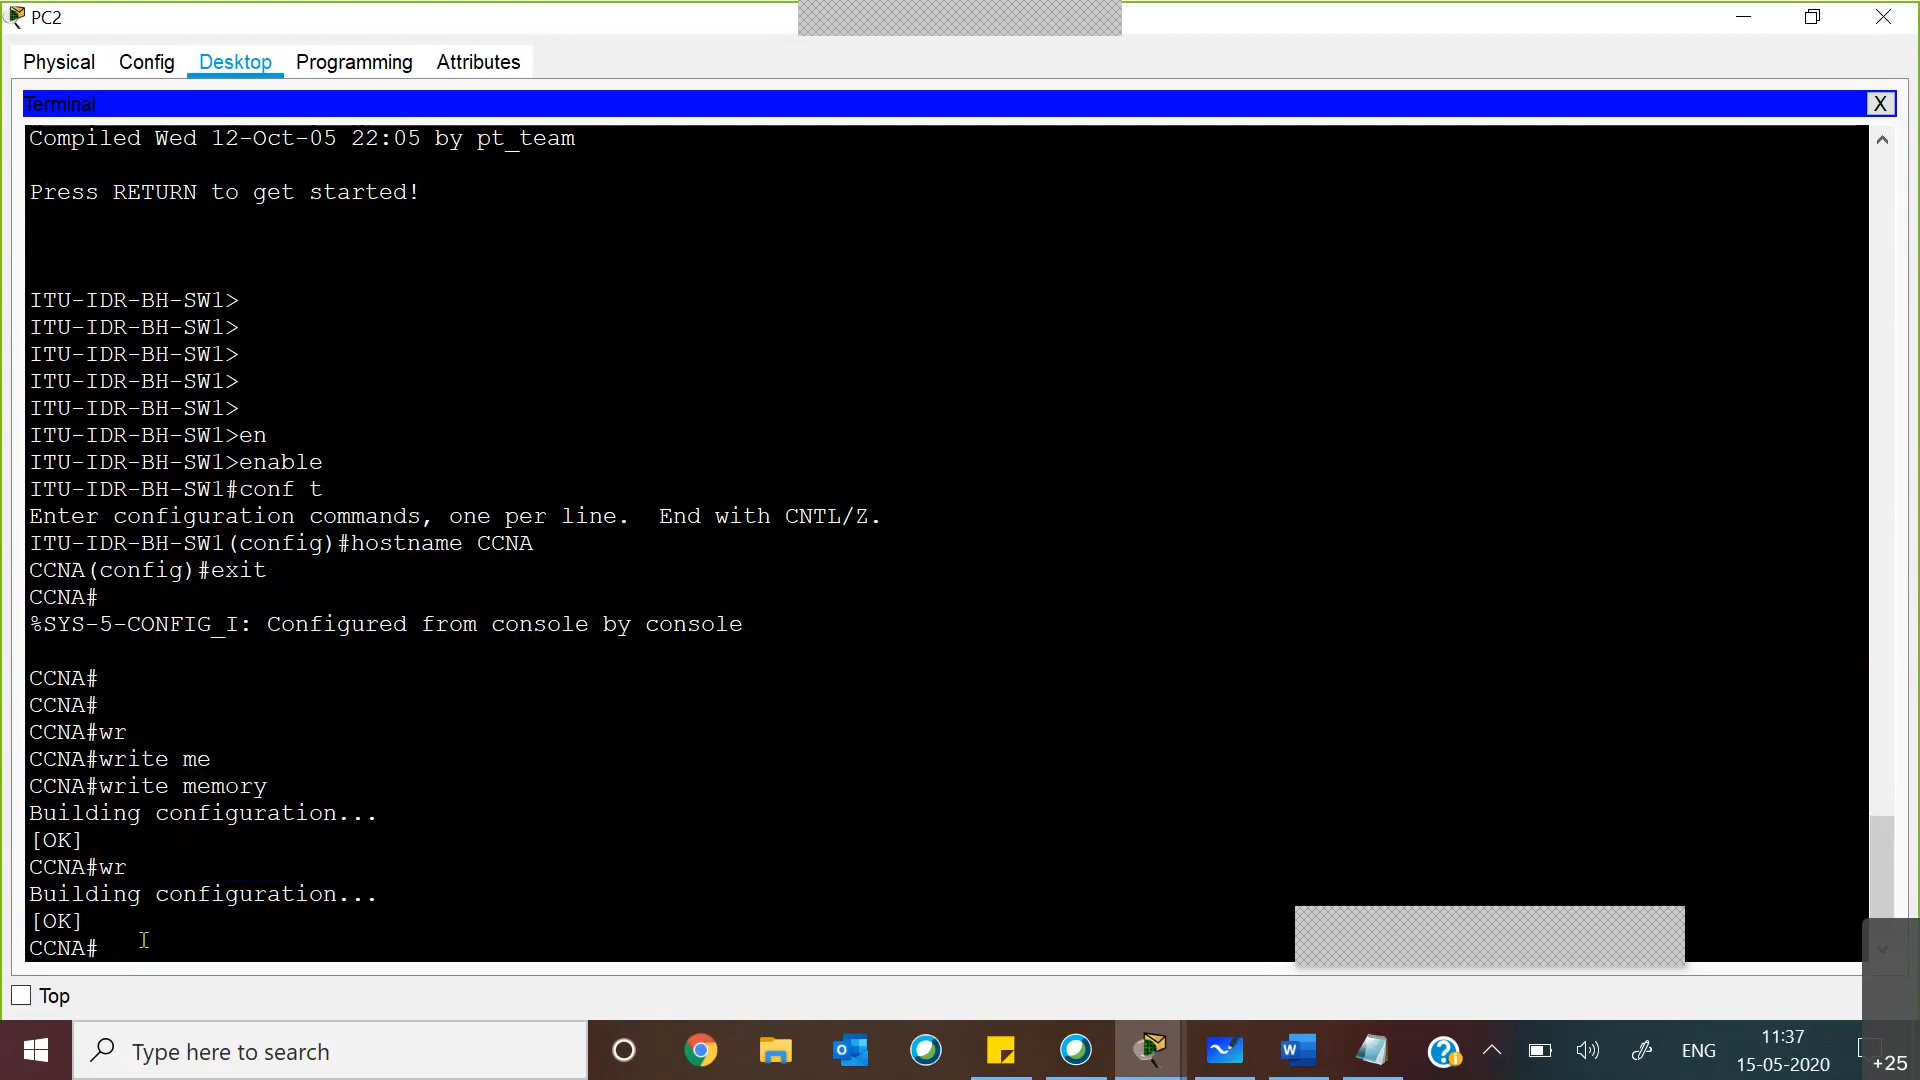 PC2
Physical Config Desktop Programming Attributes
Terminal
X
Compiled Wed 12-Oct-05 22:05 by pt_team
Press RETURN to get started!
ITU-IDR-BH-SW1>
ITU-IDR-BH-SW1>
ITU-IDR-BH-SW1>
ITU-IDR-BH-SW1>
ITU-IDR-BH-SW1>
ITU-IDR-BH-SW1>en
ITU-IDR-BH-SW1>enable
ITU-IDR-BH-SW1#conf t
Enter configuration commands, one per line.  End with CNTL/Z.
ITU-IDR-BH-SW1(config)#hostname CCNA
CCNA(config)#exit
CCNA#
%SYS-5-CONFIG_I: Configured from console by console
CCNA#
CCNA#
CCNA#wr
CCNA#write me
CCNA#write memory
Building configuration...
[OK]
CCNA#wr
Building configuration...
[OK]
CCNA#
Top
Type here to search
ENG
11:37
15-05-2020
+25